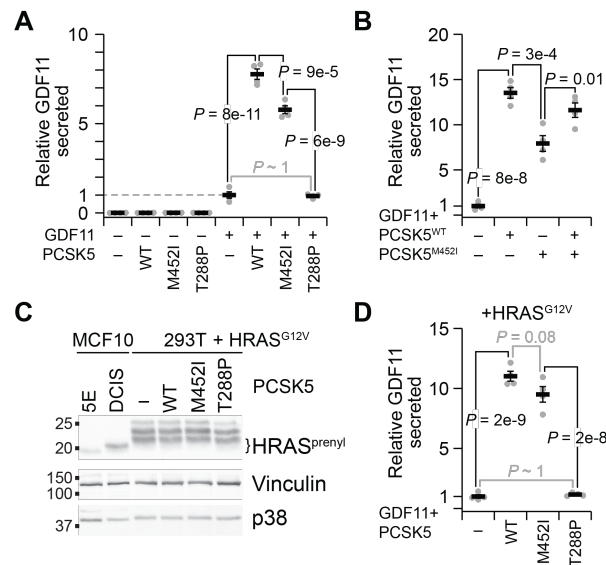 A
Relative GDF11
secreted
10
5
1
0
P = 8e-11
P = 9e-5
P = 6e-9
P ~ 1
GDF11 – – – – + + + +
PCSK5 – WT M452I T288P – WT M452I T288P
B
Relative GDF11
secreted
20
15
10
5
1
P = 3e-4
P = 0.01
P = 8e-8
GDF11+
PCSK5WT – + – +
PCSK5M452I – – + +
C
MCF10 293T + HRASG12V
5E DCIS – WT M452I T288P PCSK5
25
20
}HRASprenyl
150
100
Vinculin
37
p38
D
+HRASG12V
Relative GDF11
secreted
15
10
5
1
P = 0.08
P = 2e-9
P = 2e-8
P ~ 1
GDF11+
PCSK5 – WT M452I T288P